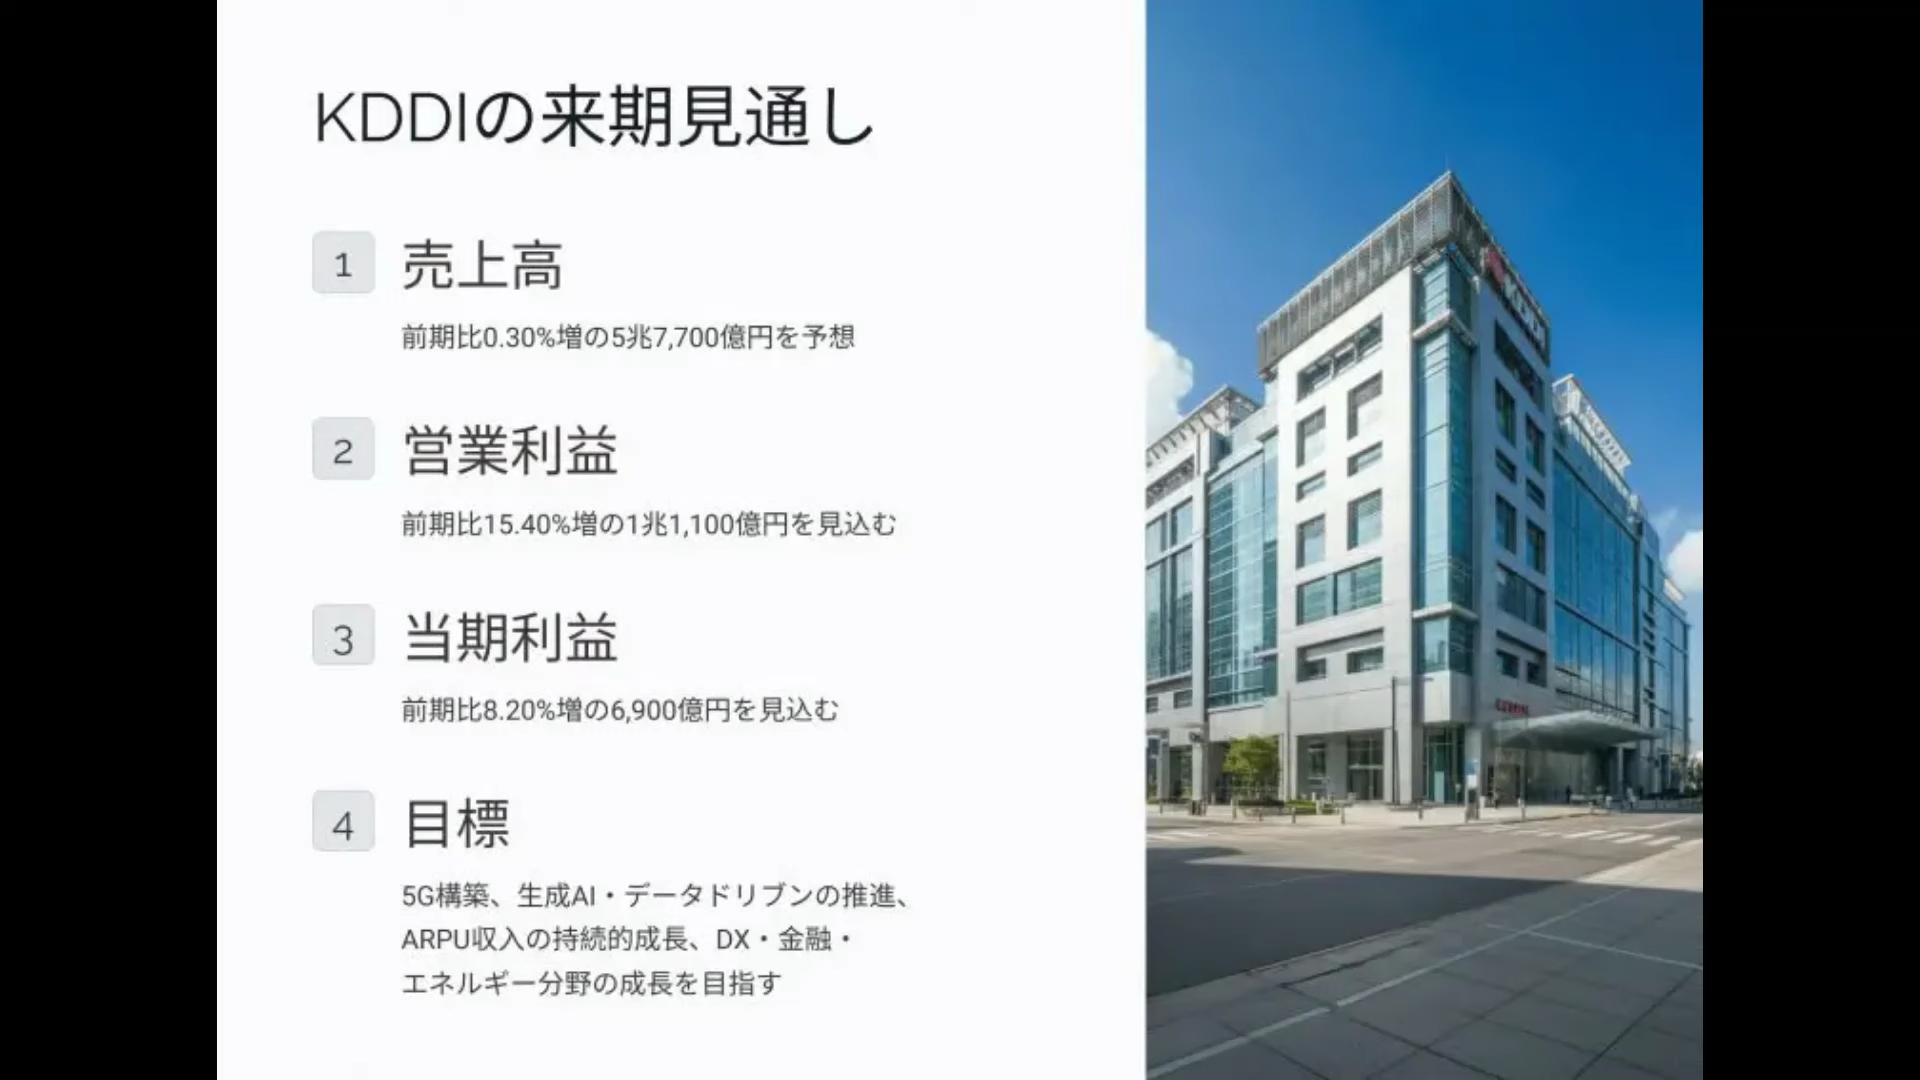 KDDIの来期見通し
1
売上高
前期比0.30%増の5兆7,700億円を予想
2
営業利益
前期比15.40%増の1兆1,100億円を見込む
3
当期利益
前期比8.20%増の6,900億円を見込む
4
目標
5G構築、生成AI・データドリブンの推進、
ARPU収入の持続的成長、DX・金融・
エネルギー分野の成長を目指す